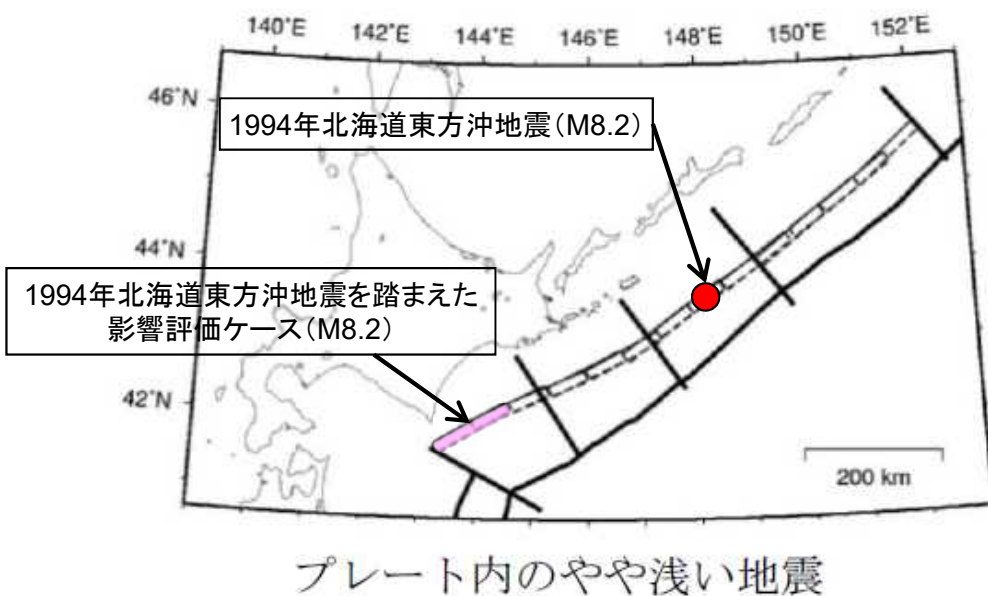 140°E 142°E 144°E 146°E 148°E 150°E 152°E
46°N
1994年北海道東方沖地震(M8.2)
44°N
1994年北海道東方沖地震を踏まえた
影響評価ケース(M8.2)
42°N
200 km
プレート内のやや浅い地震